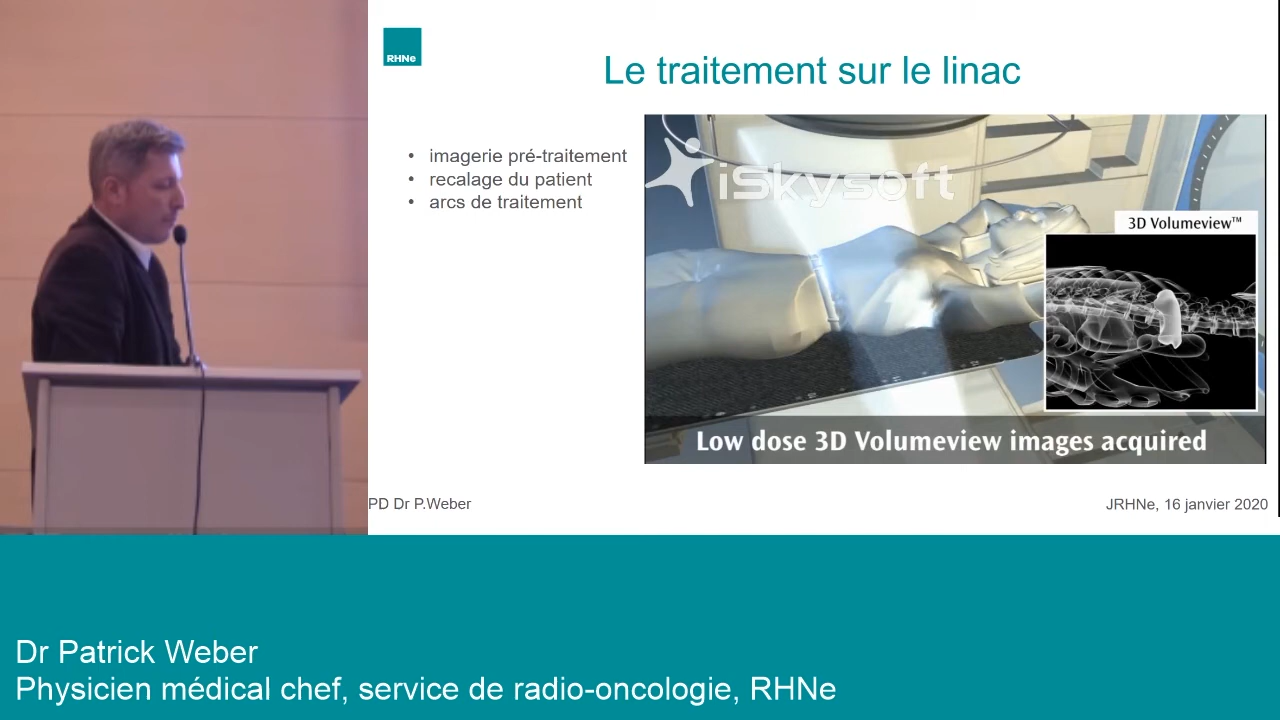 RHNe
Le traitement sur le linac
• imagerie pré-traitement
• recalage du patient
• arcs de traitement
iSkysoft
3D Volumeview™
Low dose 3D Volumeview images acquired
PD Dr P.Weber
JRHNe, 16 janvier 2020
Dr Patrick Weber
Physicien médical chef, service de radio-oncologie, RHNe